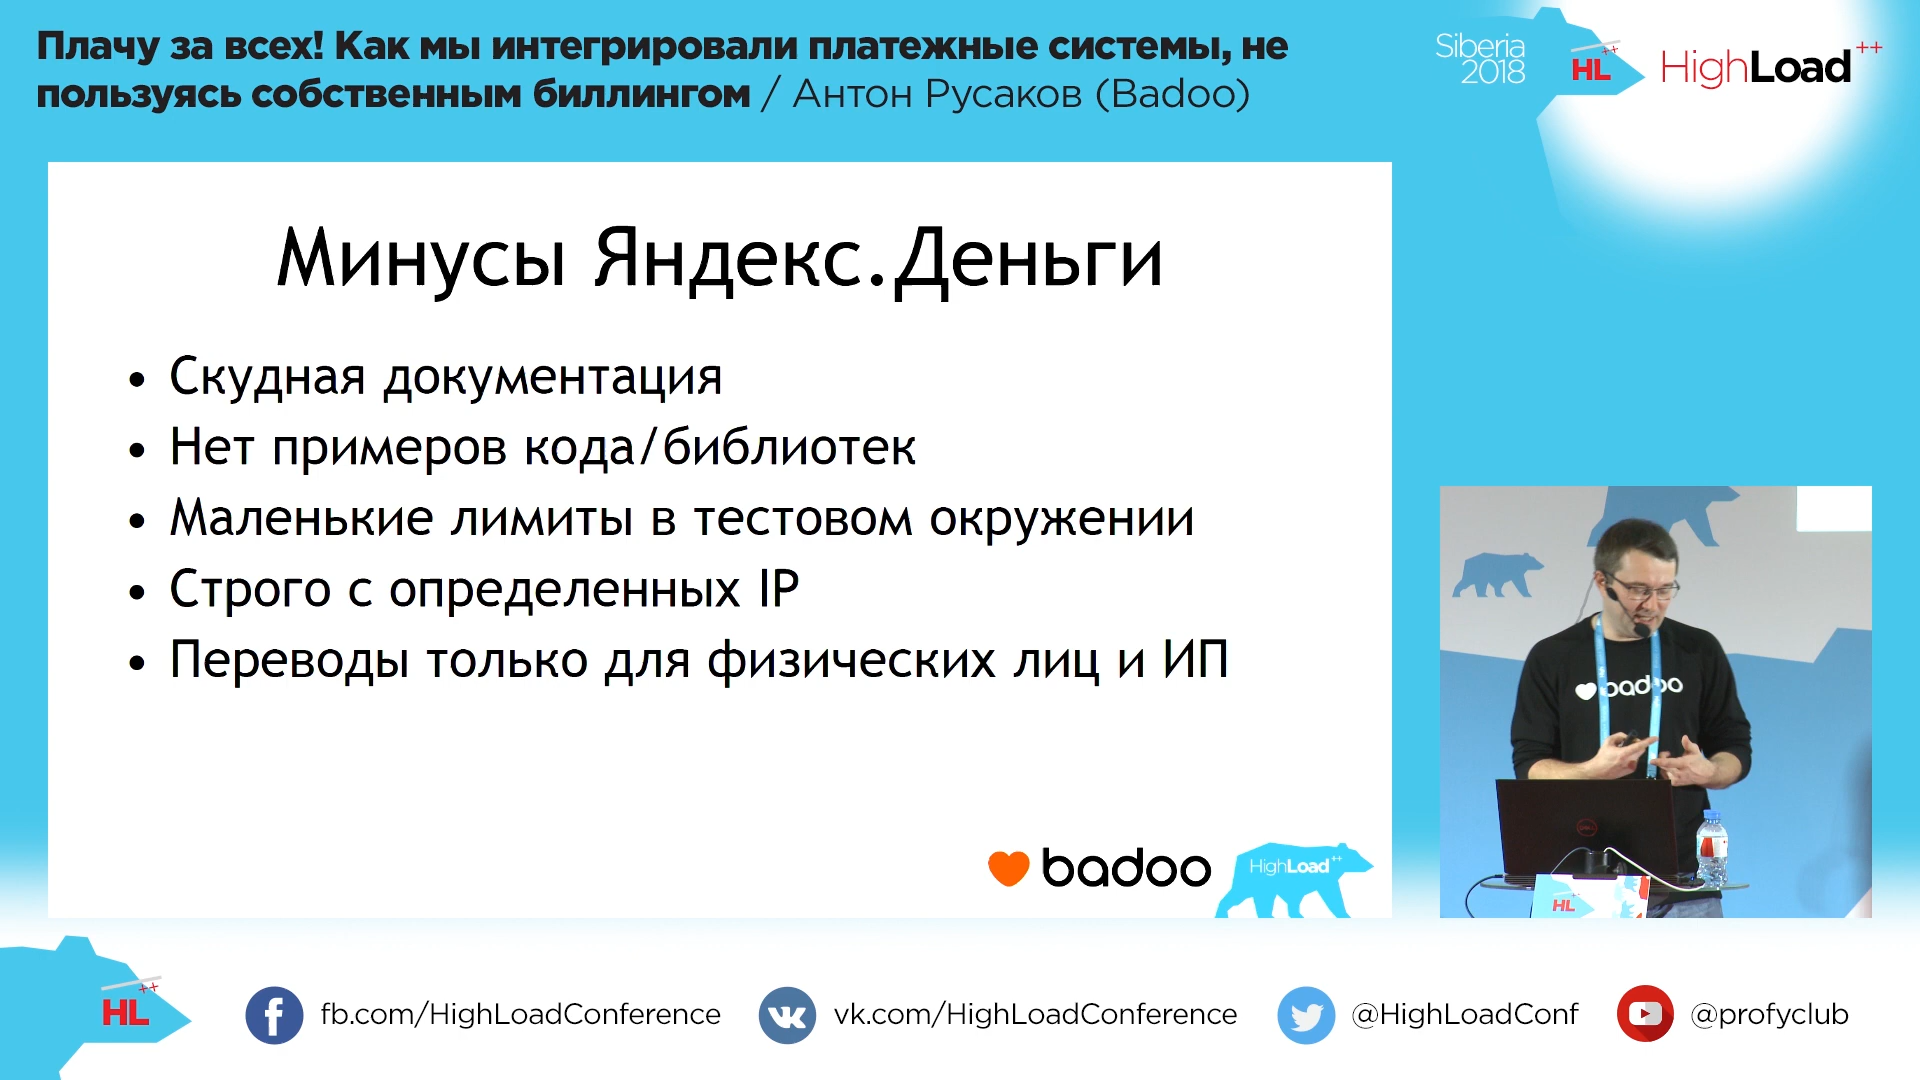 Плачу за всех! Как мы интегрировали платежные системы, не
пользуясь собственным биллингом / Антон Русаков (Badoo)
Siberia
2018
HL++
HighLoad++
Минусы Яндекс.Деньги
• Скудная документация
• Нет примеров кода/библиотек
• Маленькие лимиты в тестовом окружении
• Строго с определенных IP
• Переводы только для физических лиц и ИП
badoo
HighLoad++
badoo
HL++
HL++
fb.com/HighLoadConference
vk.com/HighLoadConference
@HighLoadConf
@profyclub